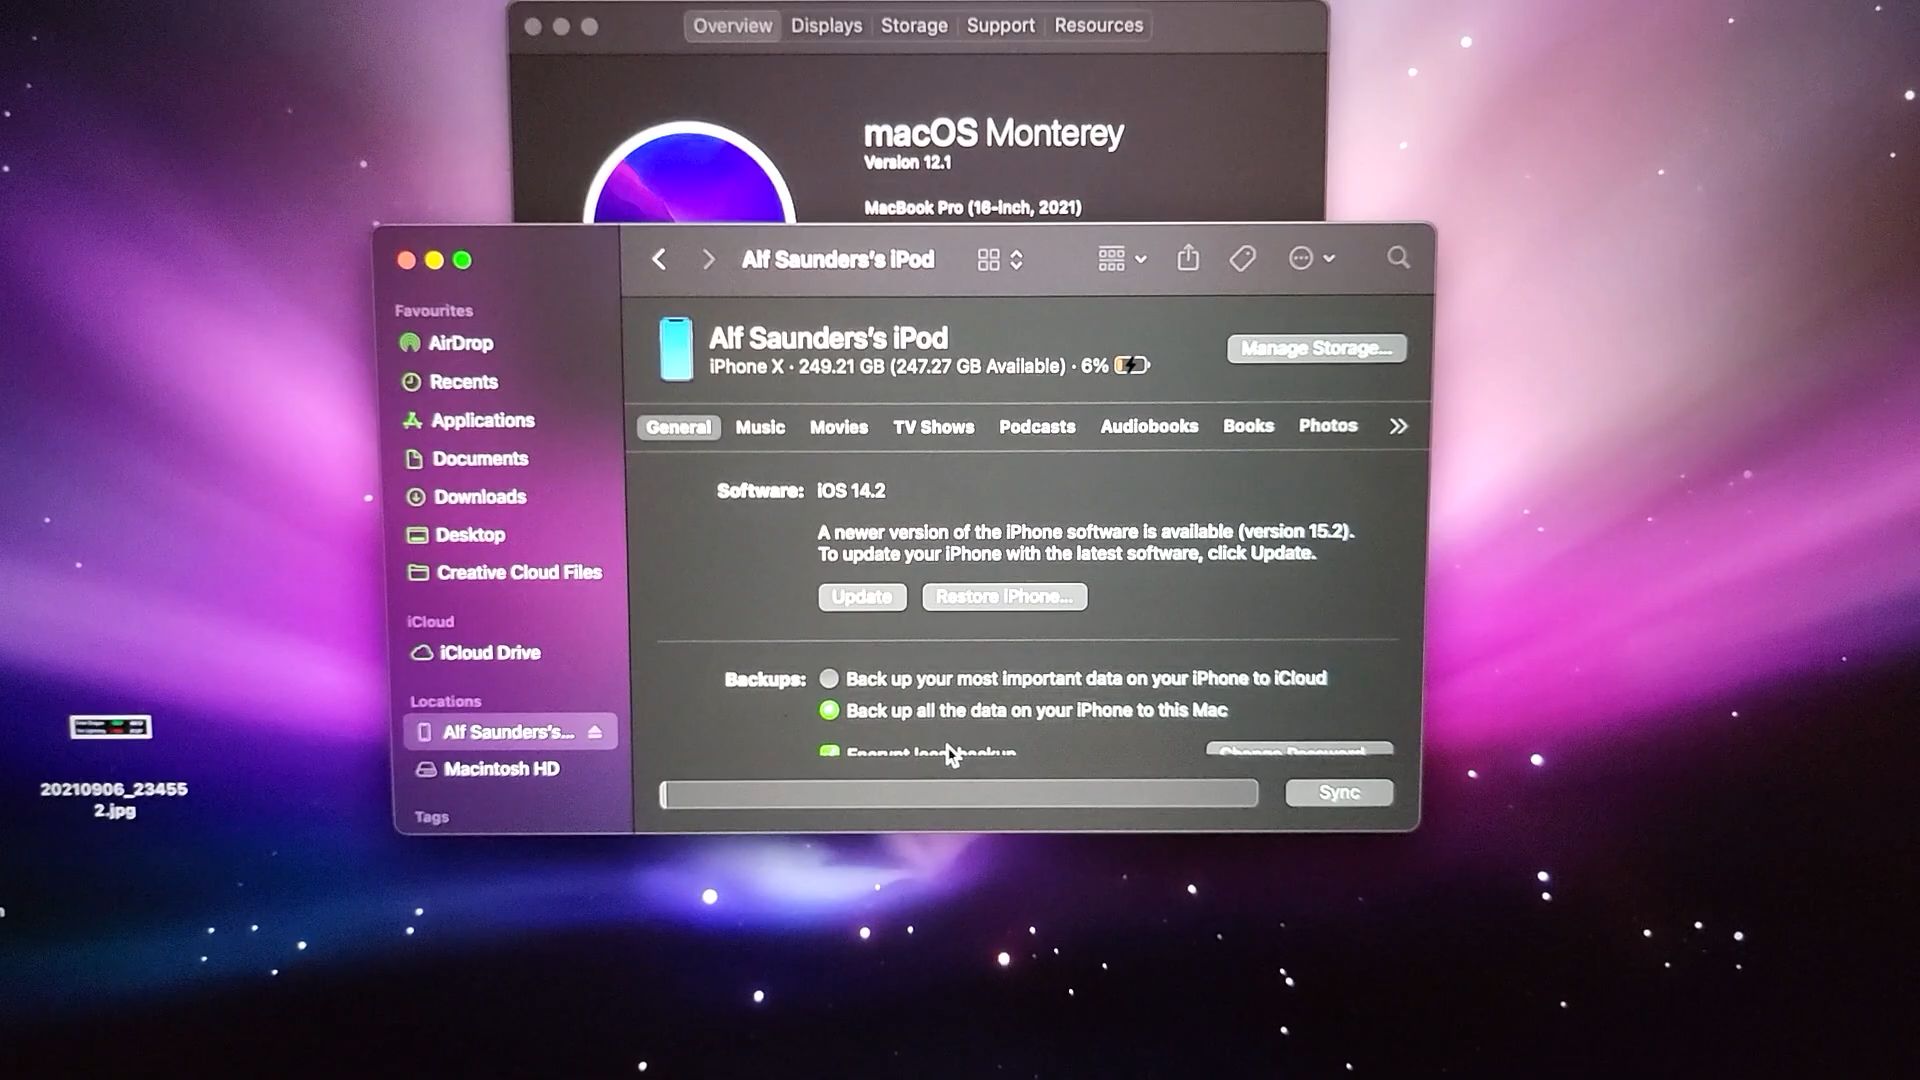 Overview Displays Storage Support Resources
macOS Monterey
Version 12.1
MacBook Pro (16-inch, 2021)
Alf Saunders's iPod
Favourites
AirDrop
Recents
Applications
Documents
Downloads
Desktop
Creative Cloud Files
iCloud
iCloud Drive
Locations
Alf Saunders's...
Macintosh HD
Tags
Alf Saunders's iPod
iPhone X · 249.21 GB (247.27 GB Available) · 6%
Manage Storage...
General Music Movies TV Shows Podcasts Audiobooks Books Photos
Software: iOS 14.2
A newer version of the iPhone software is available (version 15.2).
To update your iPhone with the latest software, click Update.
Update Restore iPhone...
Backups: Back up your most important data on your iPhone to iCloud
Back up all the data on your iPhone to this Mac
Encrypt local backup Change Password
Sync
20210906_23455
2.jpg